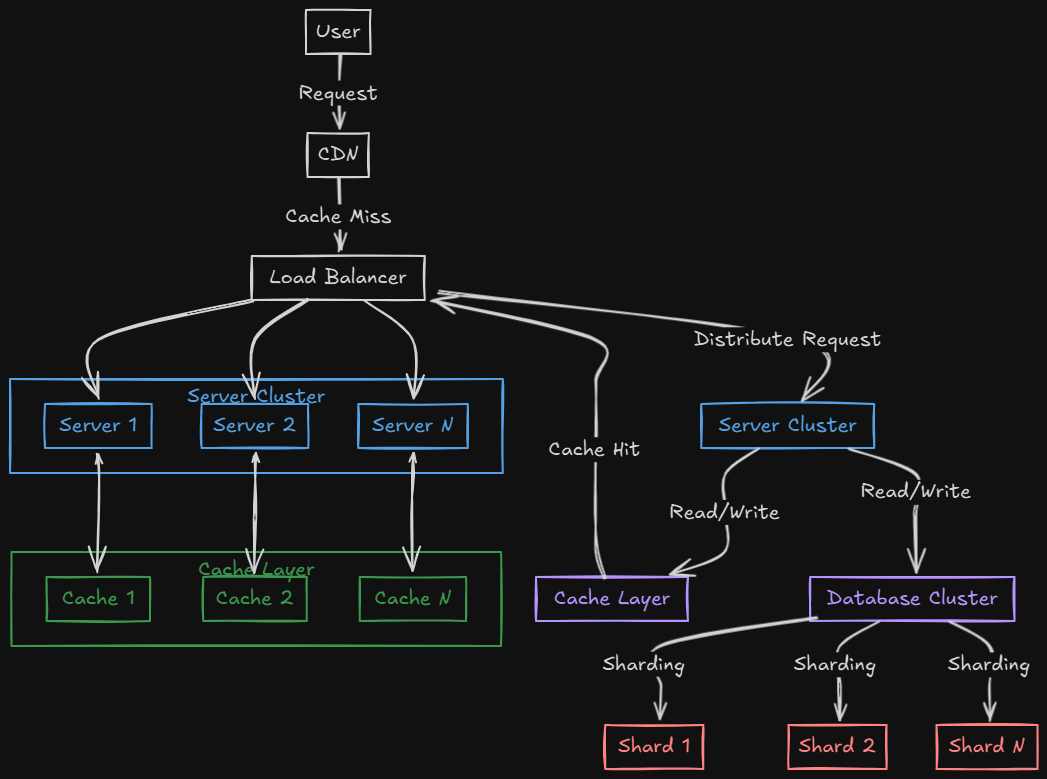 User
Request
CDN
Cache Miss
Load Balancer
Distribute Request
Server Cluster
Server 1
Server 2
Server N
Server Cluster
Cache Hit
Read/Write
Read/Write
Cache Layer
Cache 1
Cache 2
Cache N
Cache Layer
Database Cluster
Sharding
Sharding
Sharding
Shard 1
Shard 2
Shard N